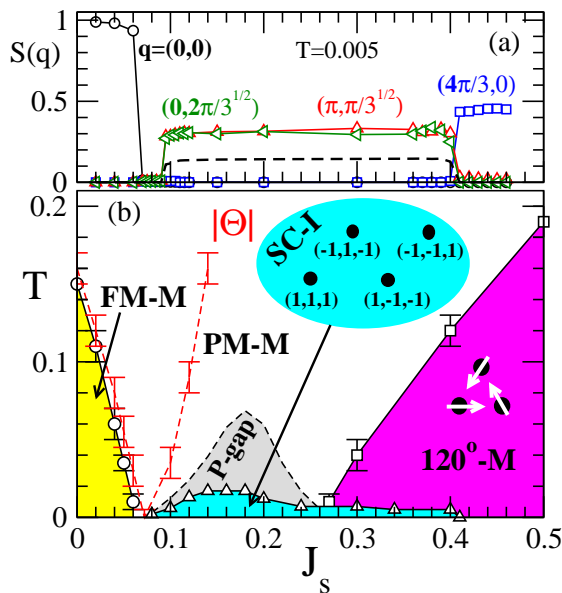 (a)
S(q)
1
0.5
0
q=(0,0)
T=0.005
(0,2π/3^{1/2})
(π,π/3^{1/2})
(4π/3,0)
(b)
T
0.2
0.1
0
|Θ|
FM-M
PM-M
SC-I
(-1,1,-1) (-1,-1,1)
(1,1,1) (1,-1,-1)
P-gap
120°-M
0 0.1 0.2 0.3 0.4 0.5
J_s